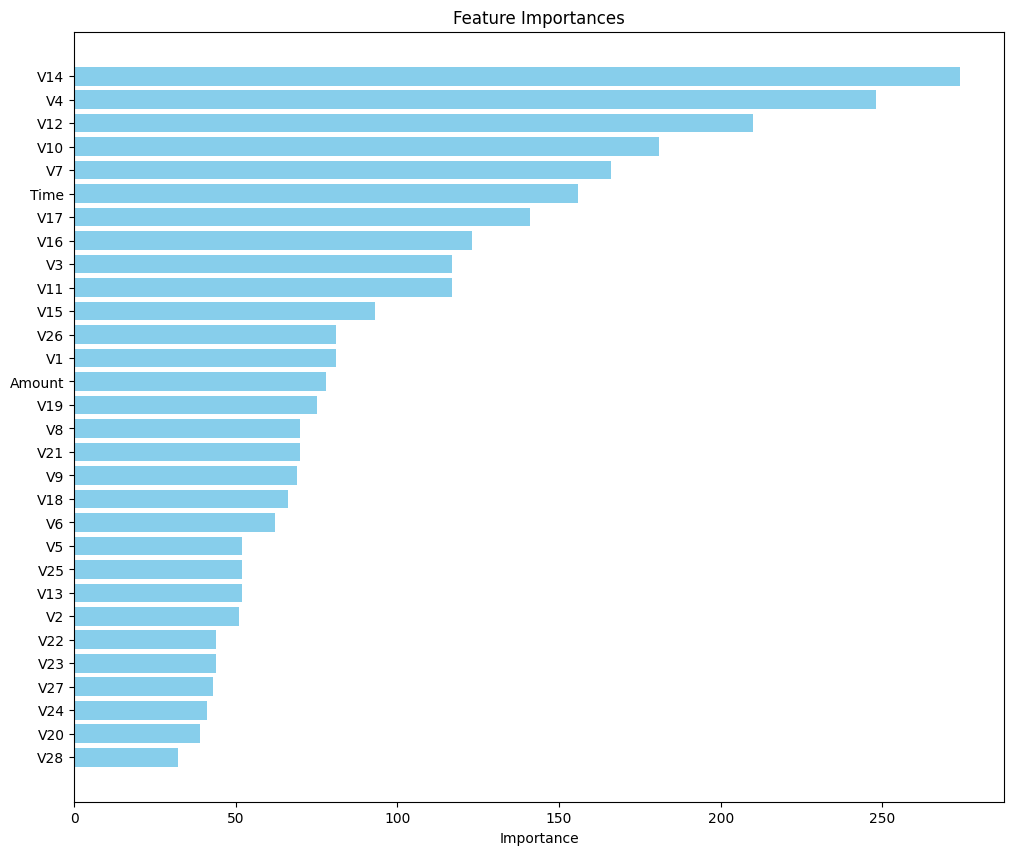 Feature Importances
V14
V4
V12
V10
V7
Time
V17
V16
V3
V11
V15
V26
V1
Amount
V19
V8
V21
V9
V18
V6
V5
V25
V13
V2
V22
V23
V27
V24
V20
V28
0 50 100 150 200 250
Importance